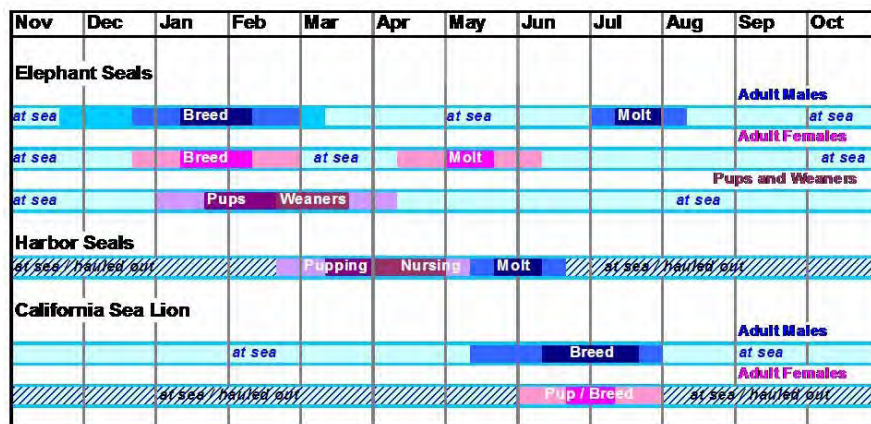 Nov Dec Jan Feb Mar Apr May Jun Jul Aug Sep Oct
Elephant Seals
Adult Males
at sea Breed at sea Molt at sea
Adult Females
at sea Breed at sea Molt at sea
Pups and Weaners
at sea Pups Weaners at sea
Harbor Seals
at sea / hauled out Pupping Nursing Molt at sea / hauled out
California Sea Lion
Adult Males
at sea Breed at sea
Adult Females
at sea / hauled out Pup / Breed at sea / hauled out